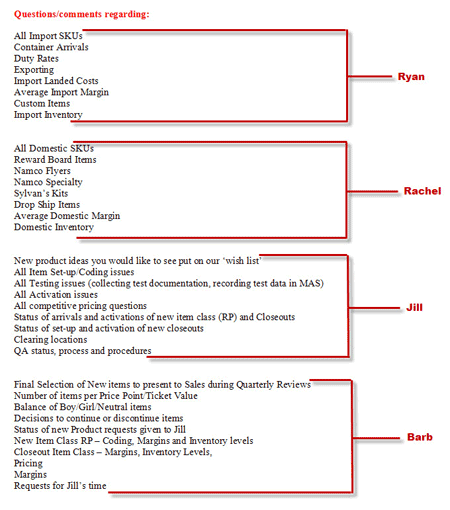 Questions/comments regarding:
All Import SKUs
Container Arrivals
Duty Rates
Exporting
Import Landed Costs
Average Import Margin
Custom Items
Import Inventory
Ryan
All Domestic SKUs
Reward Board Items
Namco Flyers
Namco Specialty
Sylvan's Kits
Drop Ship Items
Average Domestic Margin
Domestic Inventory
Rachel
New product ideas you would like to see put on our ‘wish list’
All Item Set-up/Coding issues
All Testing issues (collecting test documentation, recording test data in MAS)
All Activation issues
All competitive pricing questions
Status of arrivals and activations of new item class (RP) and Closeouts
Status of set-up and activation of new closeouts
Clearing locations
QA status, process and procedures
Jill
Final Selection of New items to present to Sales during Quarterly Reviews
Number of items per Price Point/Ticket Value
Balance of Boy/Girl/Neutral items
Decisions to continue or discontinue items
Status of new Product requests given to Jill
New Item Class RP – Coding, Margins and Inventory levels
Closeout Item Class – Margins, Inventory Levels,
Pricing
Margins
Requests for Jill's time
Barb